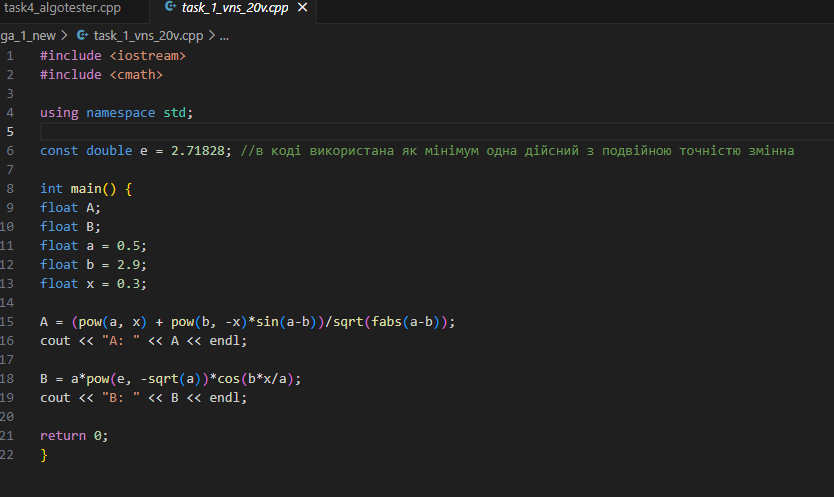 task4_algotester.cpp task_1_vns_20v.cpp
ga_1_new > task_1_vns_20v.cpp > ...
1 #include <iostream>
2 #include <cmath>
3
4 using namespace std;
5
6 const double e = 2.71828; //в коді використана як мінімум одна дійсний з подвійною точністю змінна
7
8 int main() {
9 float A;
10 float B;
11 float a = 0.5;
12 float b = 2.9;
13 float x = 0.3;
14
15 A = (pow(a, x) + pow(b, -x)*sin(a-b))/sqrt(fabs(a-b));
16 cout << "A: " << A << endl;
17
18 B = a*pow(e, -sqrt(a))*cos(b*x/a);
19 cout << "B: " << B << endl;
20
21 return 0;
22 }